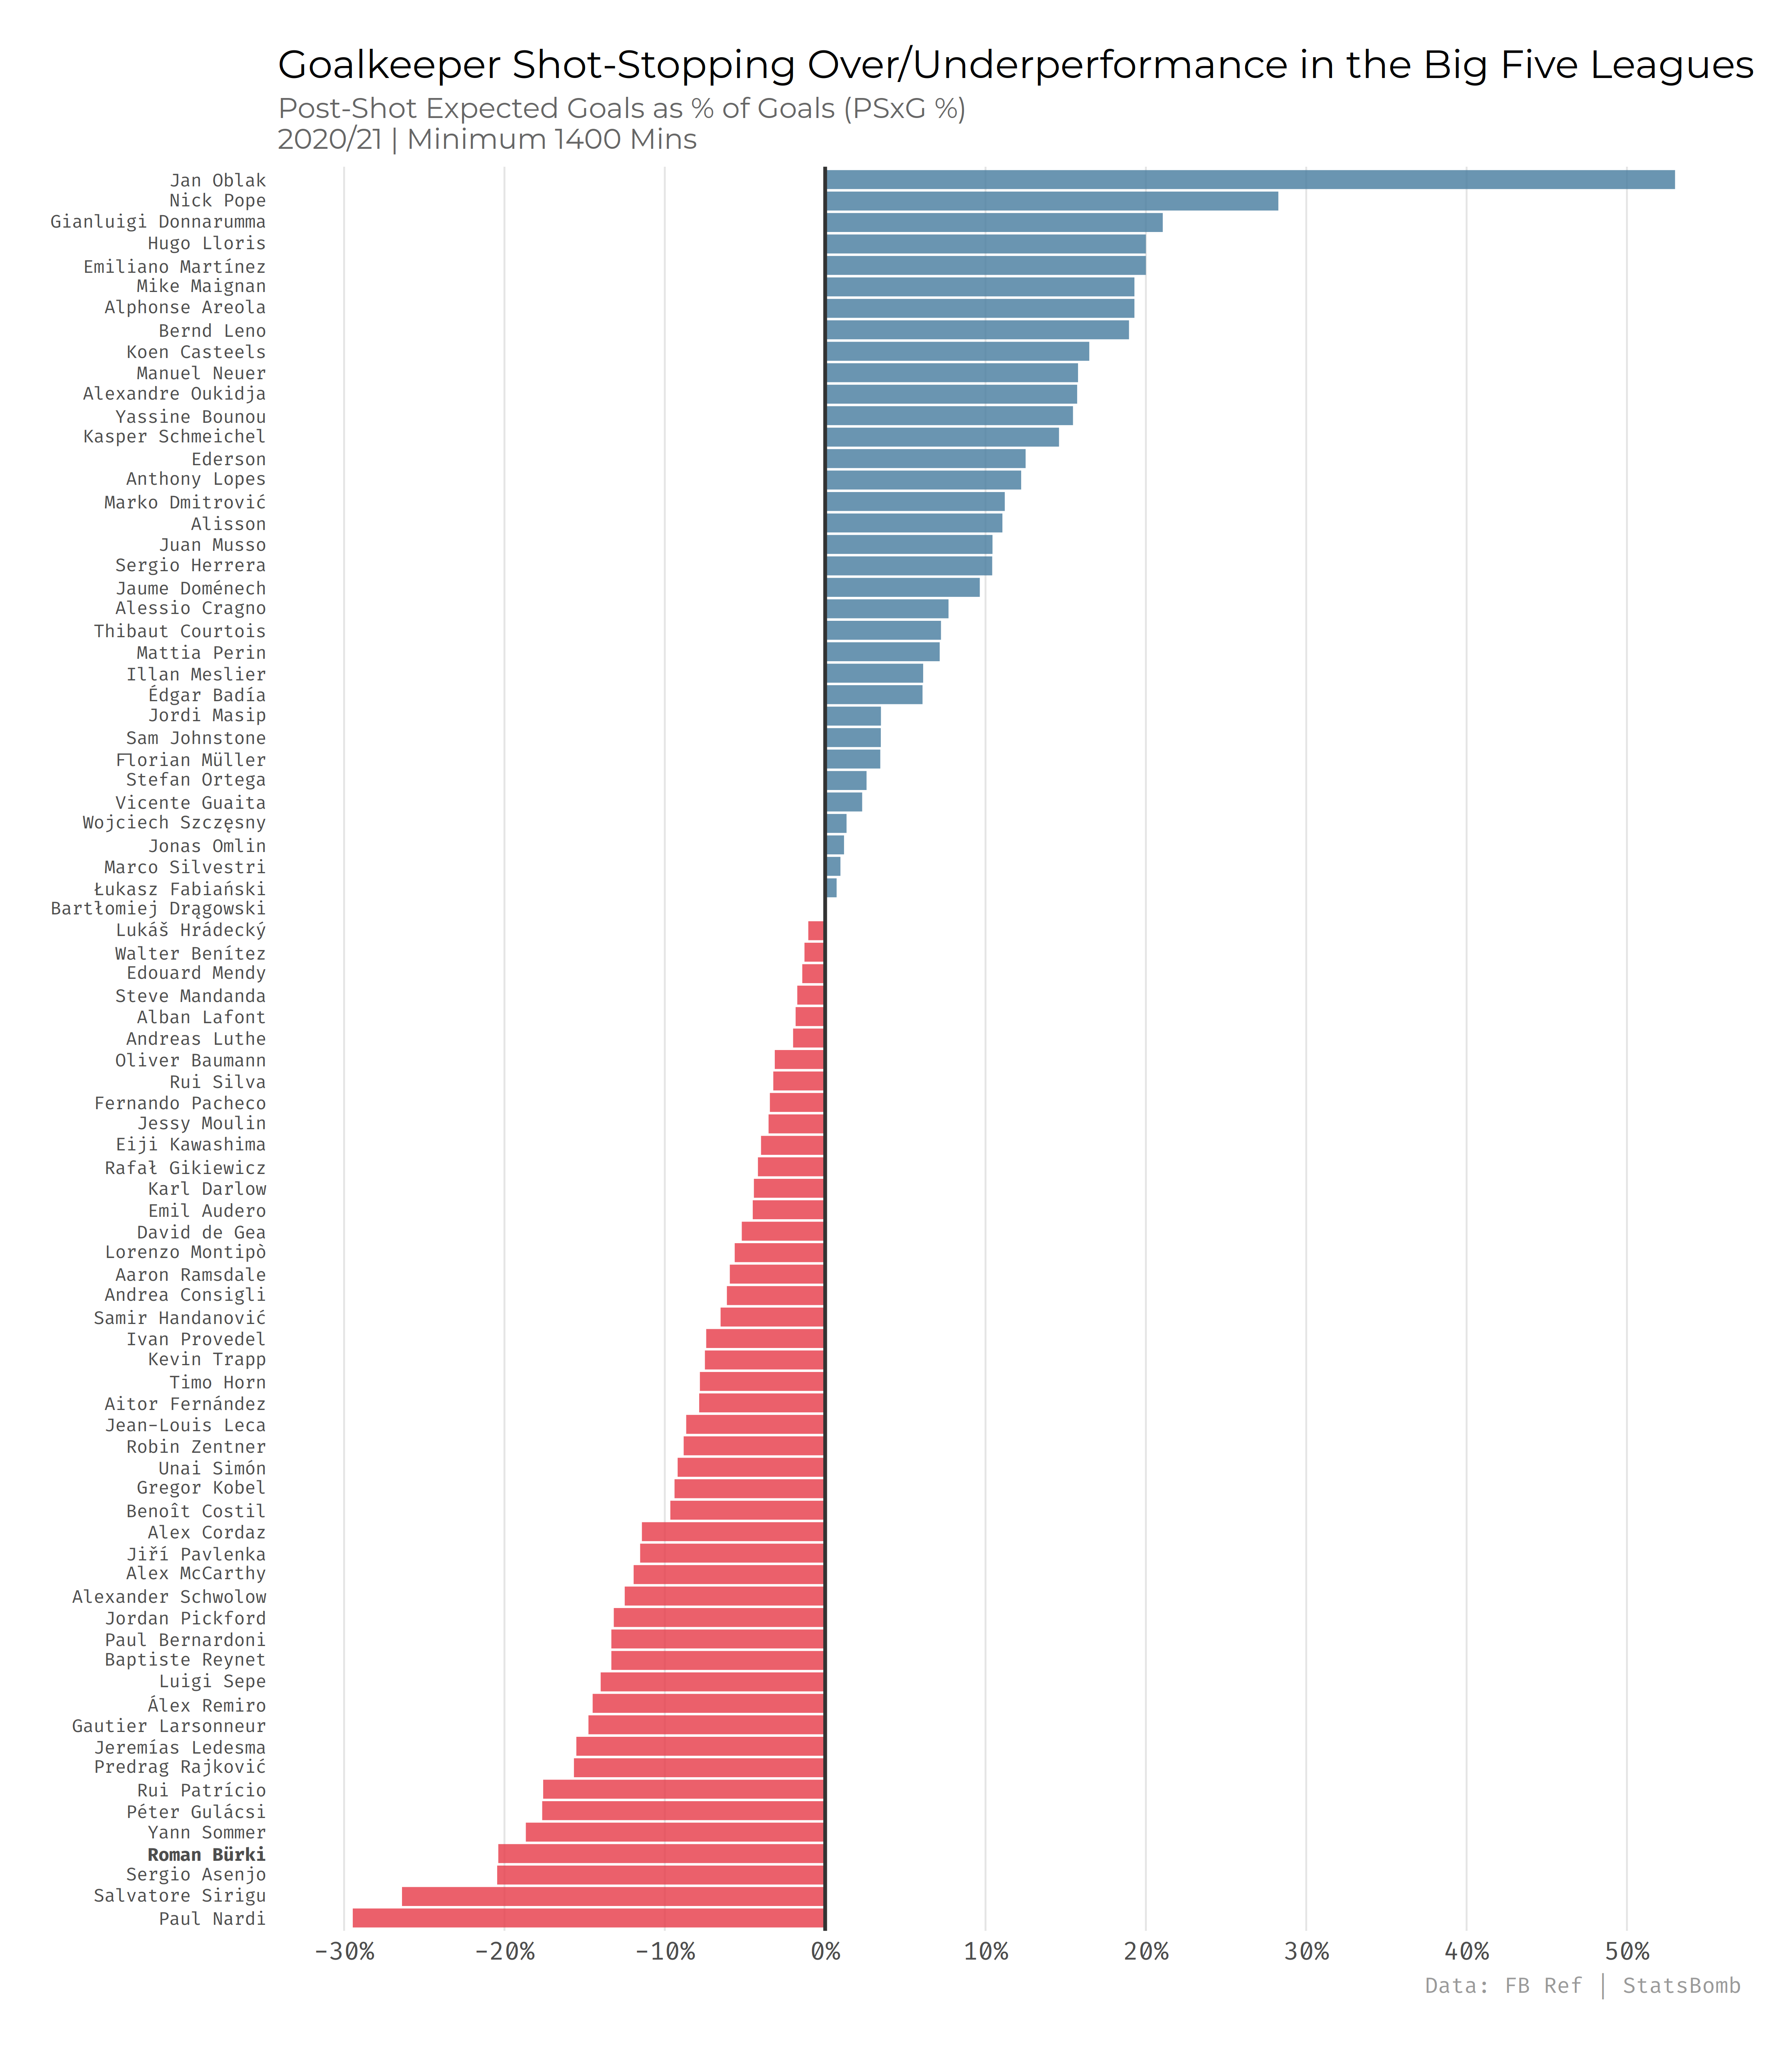 Goalkeeper Shot-Stopping Over/Underperformance in the Big Five Leagues
Post-Shot Expected Goals as % of Goals (PSxG %)
2020/21 | Minimum 1400 Mins
Jan Oblak
Nick Pope
Gianluigi Donnarumma
Hugo Lloris
Emiliano Martínez
Mike Maignan
Alphonse Areola
Bernd Leno
Koen Casteels
Manuel Neuer
Alexandre Oukidja
Yassine Bounou
Kasper Schmeichel
Ederson
Anthony Lopes
Marko Dmitrović
Alisson
Juan Musso
Sergio Herrera
Jaume Doménech
Alessio Cragno
Thibaut Courtois
Mattia Perin
Illan Meslier
Édgar Badía
Jordi Masip
Sam Johnstone
Florian Müller
Stefan Ortega
Vicente Guaita
Wojciech Szczęsny
Jonas Omlin
Marco Silvestri
Łukasz Fabiański
Bartłomiej Drągowski
Lukáš Hrádecký
Walter Benítez
Edouard Mendy
Steve Mandanda
Alban Lafont
Andreas Luthe
Oliver Baumann
Rui Silva
Fernando Pacheco
Jessy Moulin
Eiji Kawashima
Rafał Gikiewicz
Karl Darlow
Emil Audero
David de Gea
Lorenzo Montipò
Aaron Ramsdale
Andrea Consigli
Samir Handanović
Ivan Provedel
Kevin Trapp
Timo Horn
Aitor Fernández
Jean-Louis Leca
Robin Zentner
Unai Simón
Gregor Kobel
Benoît Costil
Alex Cordaz
Jiří Pavlenka
Alex McCarthy
Alexander Schwolow
Jordan Pickford
Paul Bernardoni
Baptiste Reynet
Luigi Sepe
Álex Remiro
Gautier Larsonneur
Jeremías Ledesma
Predrag Rajković
Rui Patrício
Péter Gulácsi
Yann Sommer
Roman Bürki
Sergio Asenjo
Salvatore Sirigu
Paul Nardi
-30% -20% -10% 0% 10% 20% 30% 40% 50%
Data: FB Ref | StatsBomb